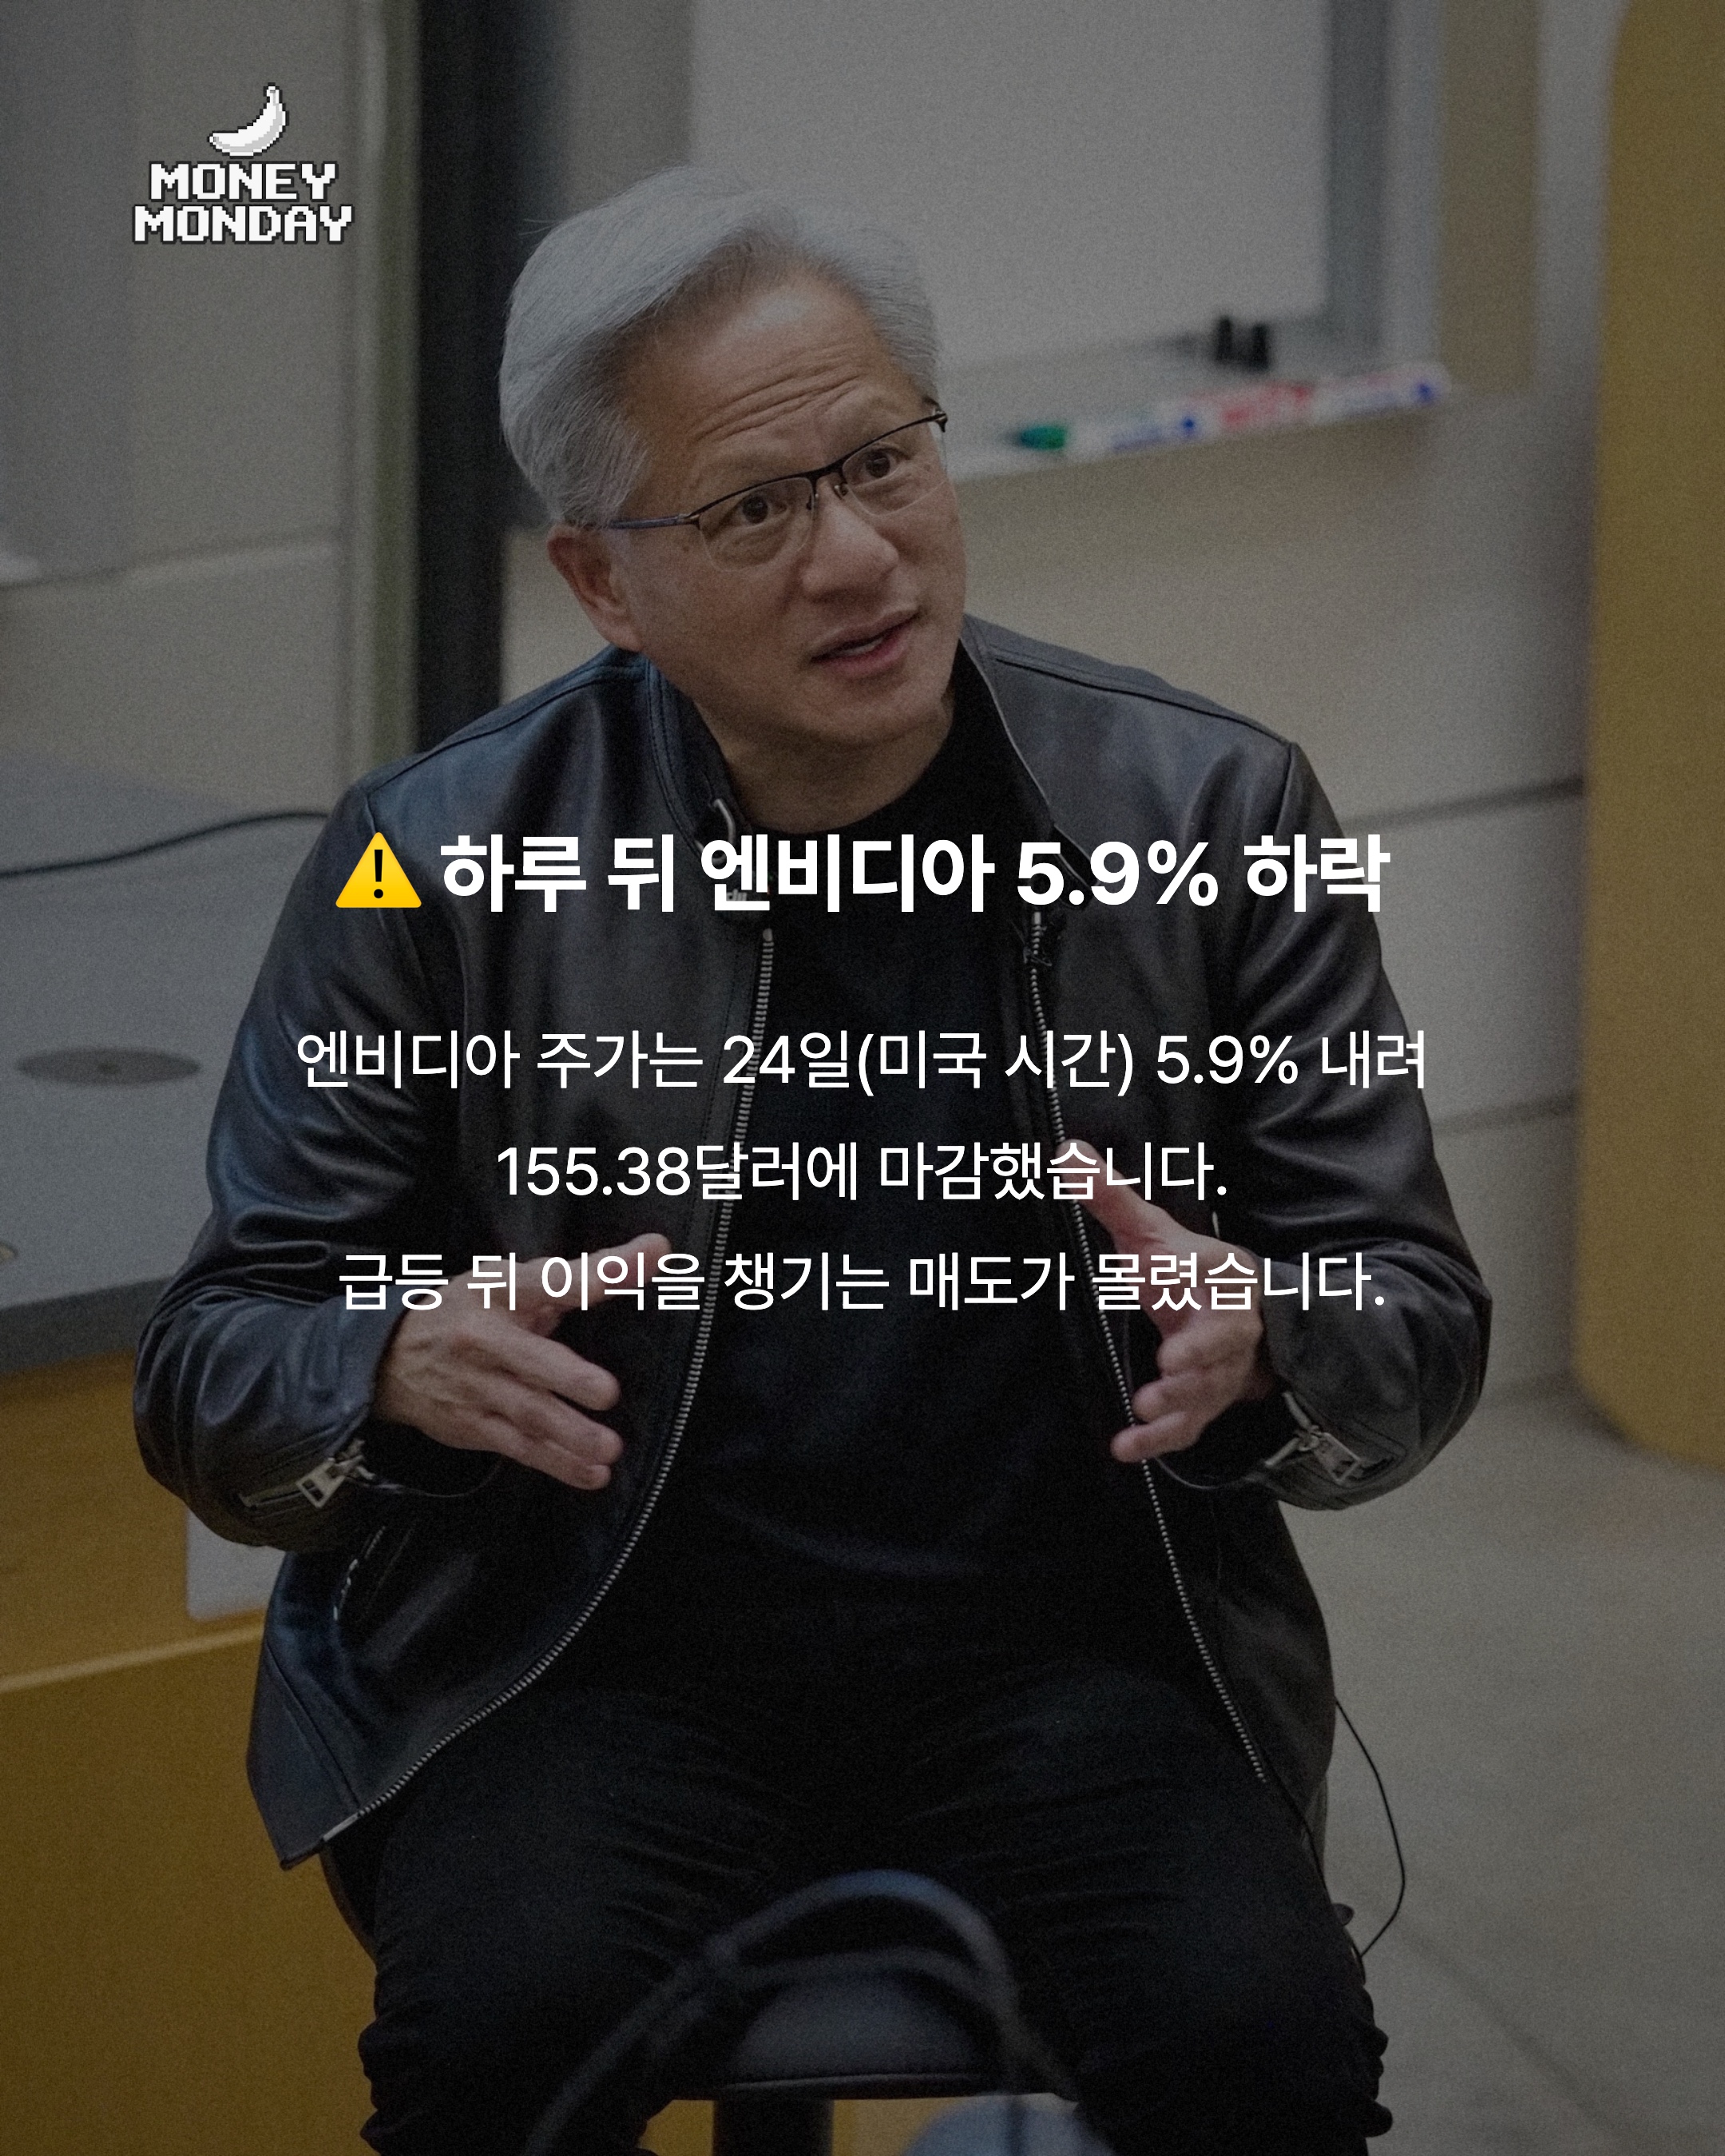 MONEY
MONDAY
⚠️ 하루 뒤 엔비디아 5.9% 하락
엔비디아 주가는 24일(미국 시간) 5.9% 내려
155.38달러에 마감했습니다.
급등 뒤 이익을 챙기는 매도가 몰렸습니다.